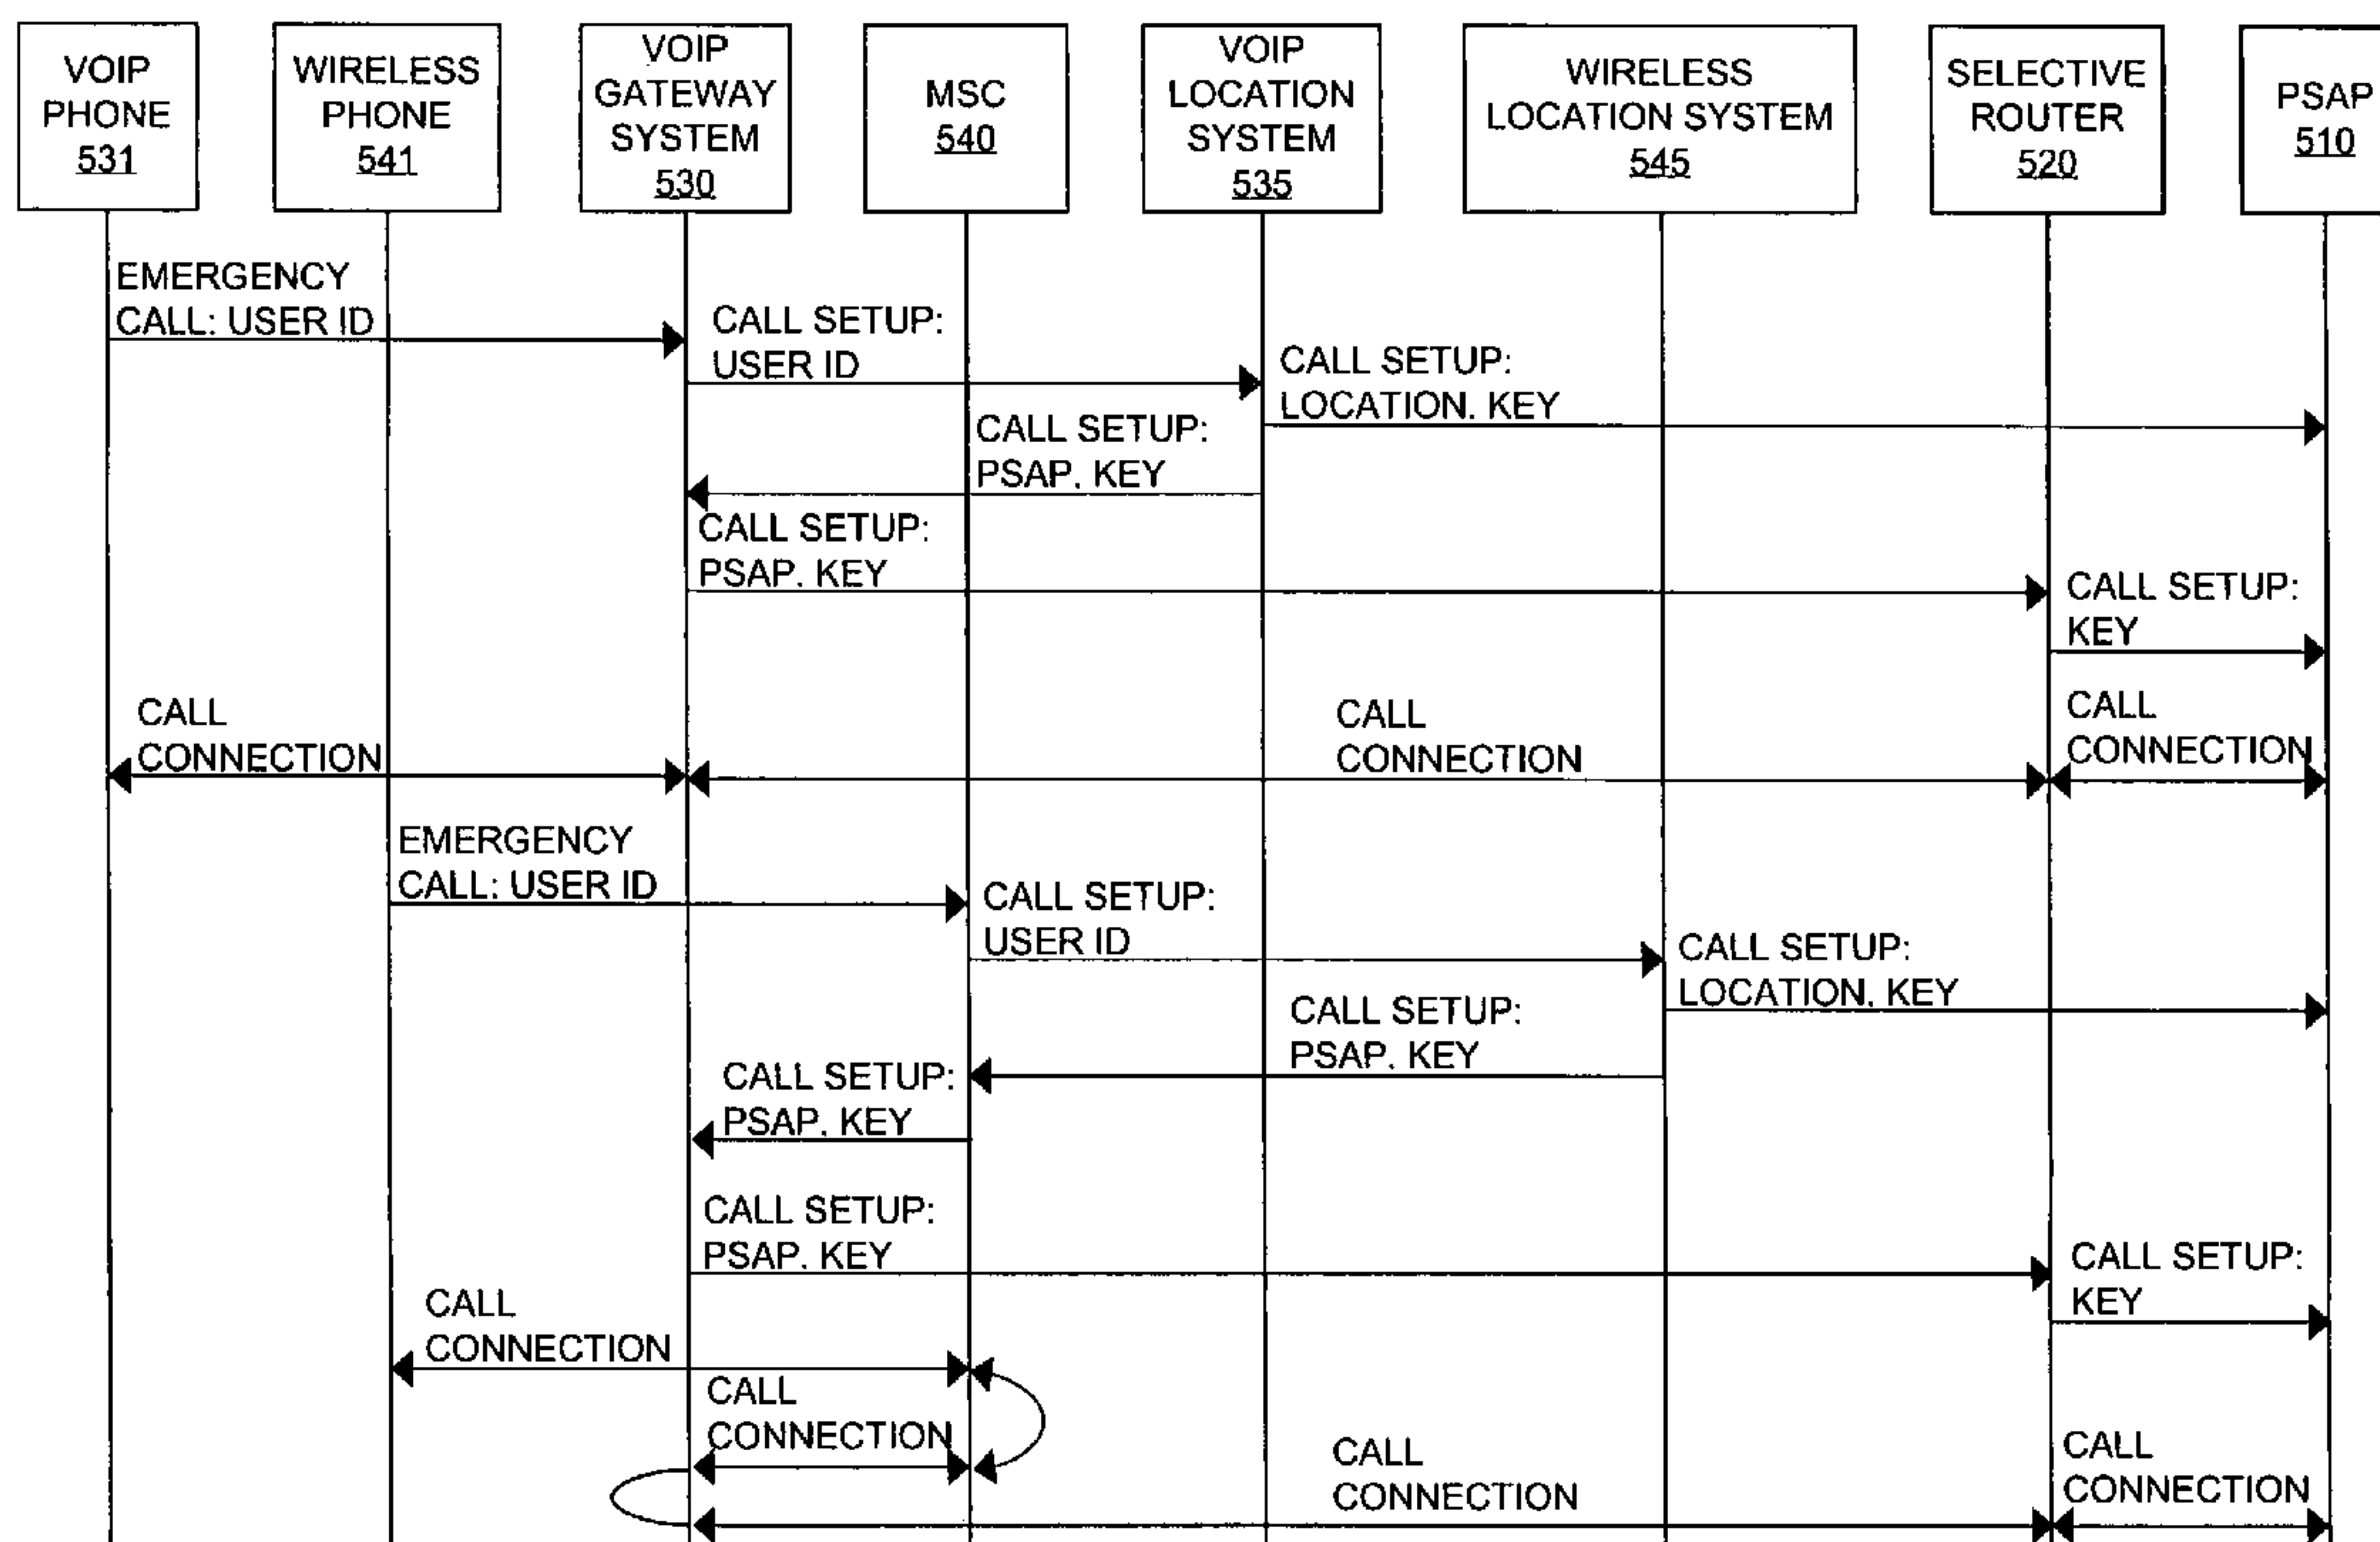 VOIP
PHONE
531
WIRELESS
PHONE
541
VOIP
GATEWAY
SYSTEM
530
MSC
540
VOIP
LOCATION
SYSTEM
535
WIRELESS
LOCATION SYSTEM
545
SELECTIVE
ROUTER
520
PSAP
510
EMERGENCY
CALL: USER ID
CALL SETUP:
USER ID
CALL SETUP:
LOCATION, KEY
CALL SETUP:
PSAP, KEY
CALL SETUP:
PSAP, KEY
CALL SETUP:
KEY
CALL
CONNECTION
CALL
CONNECTION
CALL
CONNECTION
EMERGENCY
CALL: USER ID
CALL SETUP:
USER ID
CALL SETUP:
LOCATION, KEY
CALL SETUP:
PSAP, KEY
CALL SETUP:
PSAP, KEY
CALL SETUP:
PSAP, KEY
CALL SETUP:
KEY
CALL
CONNECTION
CALL
CONNECTION
CALL
CONNECTION
CALL
CONNECTION